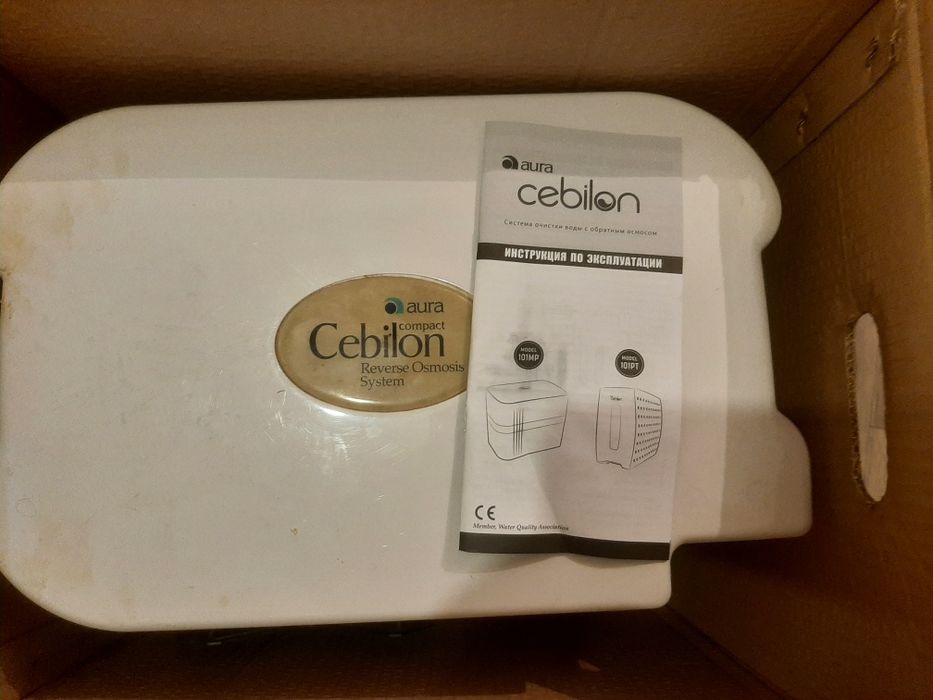 aura
compact
Cebilon
Reverse Osmosis
System
aura
cebilon
Система очистки воды с обратным осмосом
ИНСТРУКЦИЯ ПО ЭКСПЛУАТАЦИИ
MODEL
101MP
MODEL
101PT
CE
Member, Water Quality Association